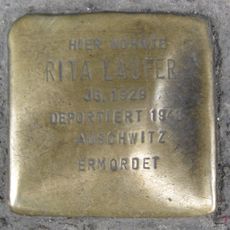 HIER WOHNTE
RITA LAUFER
JG. 1929
DEPORTIERT
AUSCHWITZ
ERMORDET